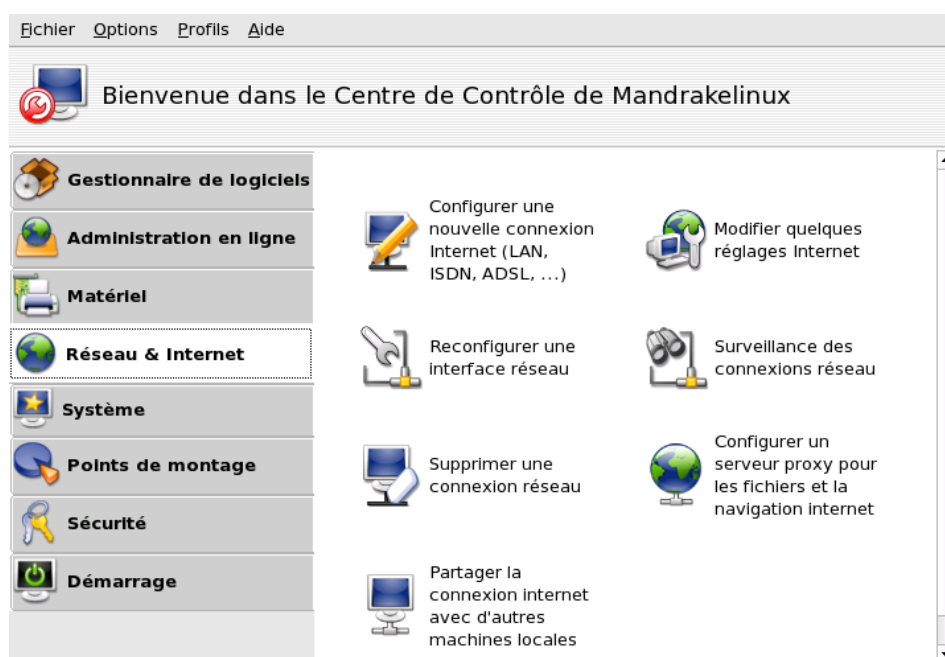 Fichier Options Profils Aide
Bienvenue dans le Centre de Contrôle de Mandrakelinux
Gestionnaire de logiciels
Administration en ligne
Matériel
Réseau & Internet
Système
Points de montage
Sécurité
Démarrage
Configurer une
nouvelle connexion
Internet (LAN,
ISDN, ADSL, ...)
Modifier quelques
réglages Internet
Reconfigurer une
interface réseau
Surveillance des
connexions réseau
Supprimer une
connexion réseau
Configurer un
serveur proxy pour
les fichiers et la
navigation internet
Partager la
connexion internet
avec d'autres
machines locales